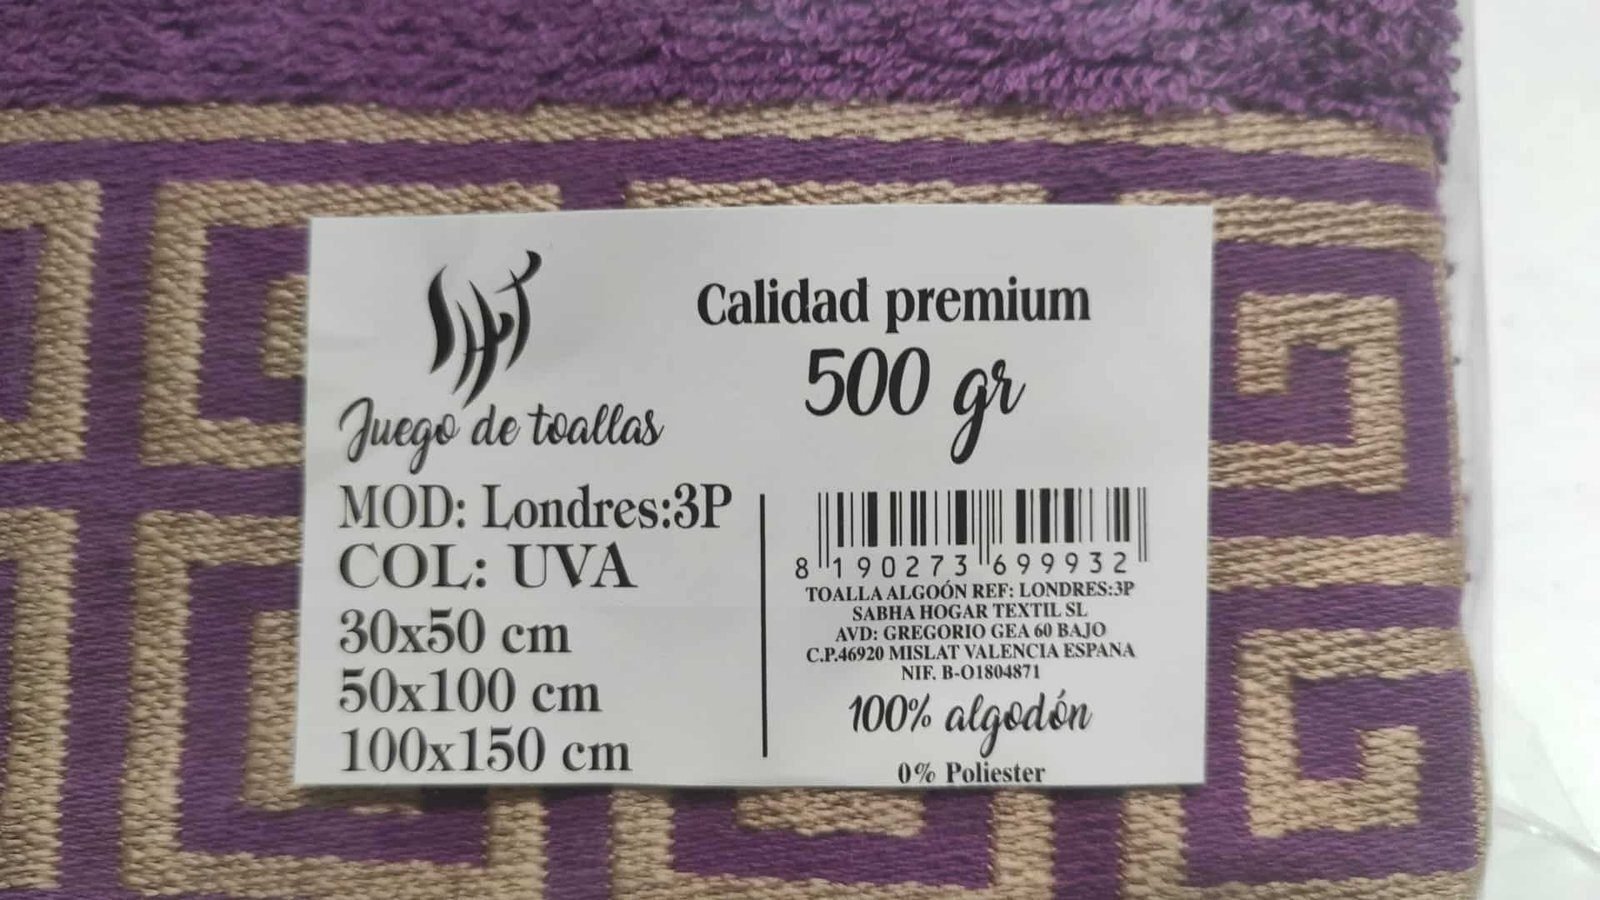 SHHT
Juego de toallas
MOD: Londres:3P
COL: UVA
30x50 cm
50x100 cm
100x150 cm
Calidad premium
500 gr
8 190273 699932
TOALLA ALGOÓN REF: LONDRES:3P
SABHA HOGAR TEXTIL SL
AVD: GREGORIO GEA 60 BAJO
C.P.46920 MISLAT VALENCIA ESPANA
NIF. B-O1804871
100% algodón
0% Poliester